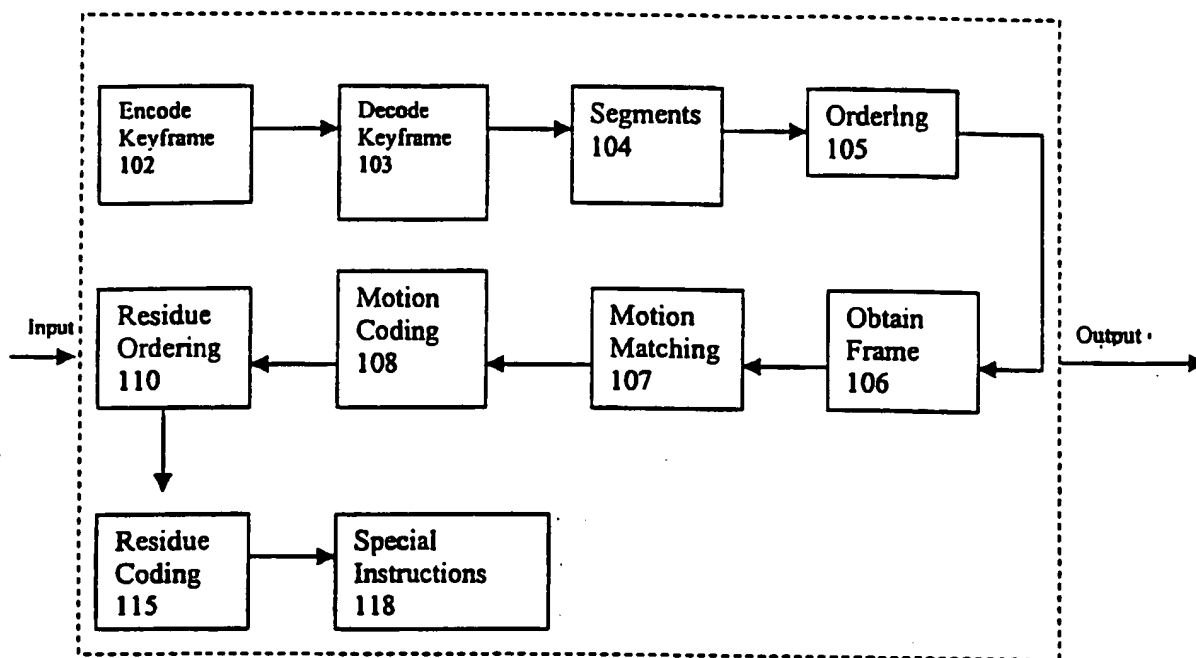 Encode
Keyframe
102
Decode
Keyframe
103
Segments
104
Ordering
105
Input
Residue
Ordering
110
Motion
Coding
108
Motion
Matching
107
Obtain
Frame
106
Output
Residue
Coding
115
Special
Instructions
118